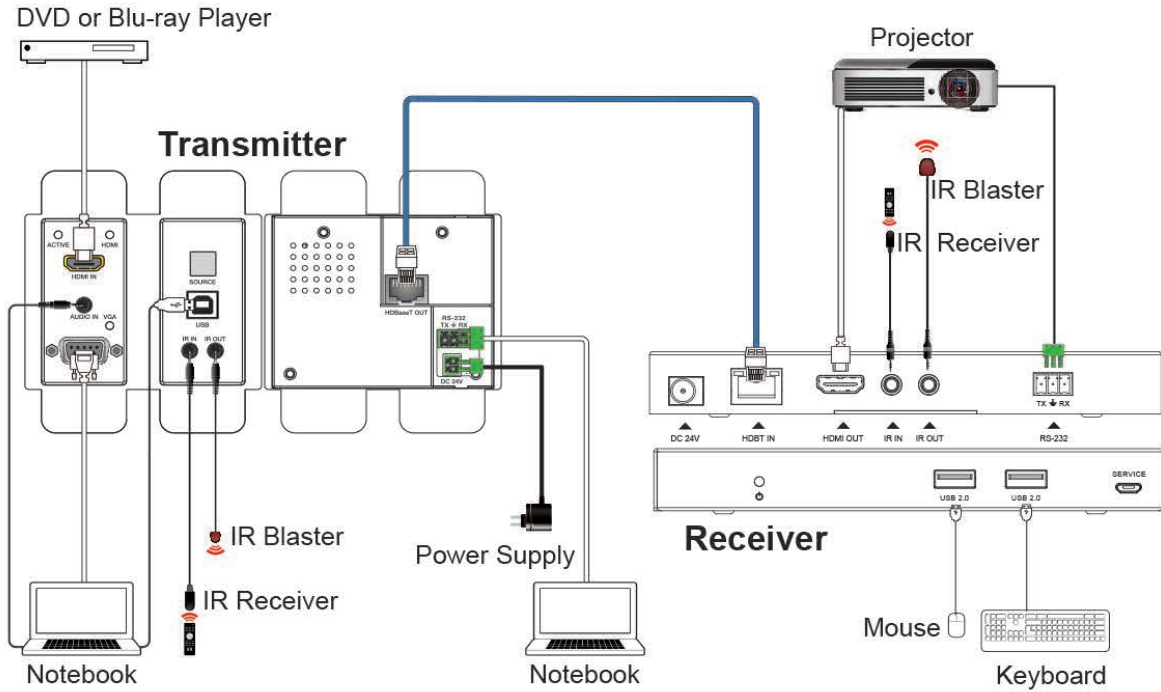 DVD or Blu-ray Player
Projector
Transmitter
IR Blaster
IR Receiver
ACTIVE
HDMI
HDMI IN
AUDIO IN
VGA
SOURCE
USB
IR IN
IR OUT
HDBaseT OUT
RS-232
TX RX
DC 24V
TX RX
DC 24V
HDBT IN
HDMI OUT
IR IN
IR OUT
RS-232
USB 2.0
USB 2.0
SERVICE
Receiver
IR Blaster
Power Supply
IR Receiver
Mouse
Notebook
Notebook
Keyboard